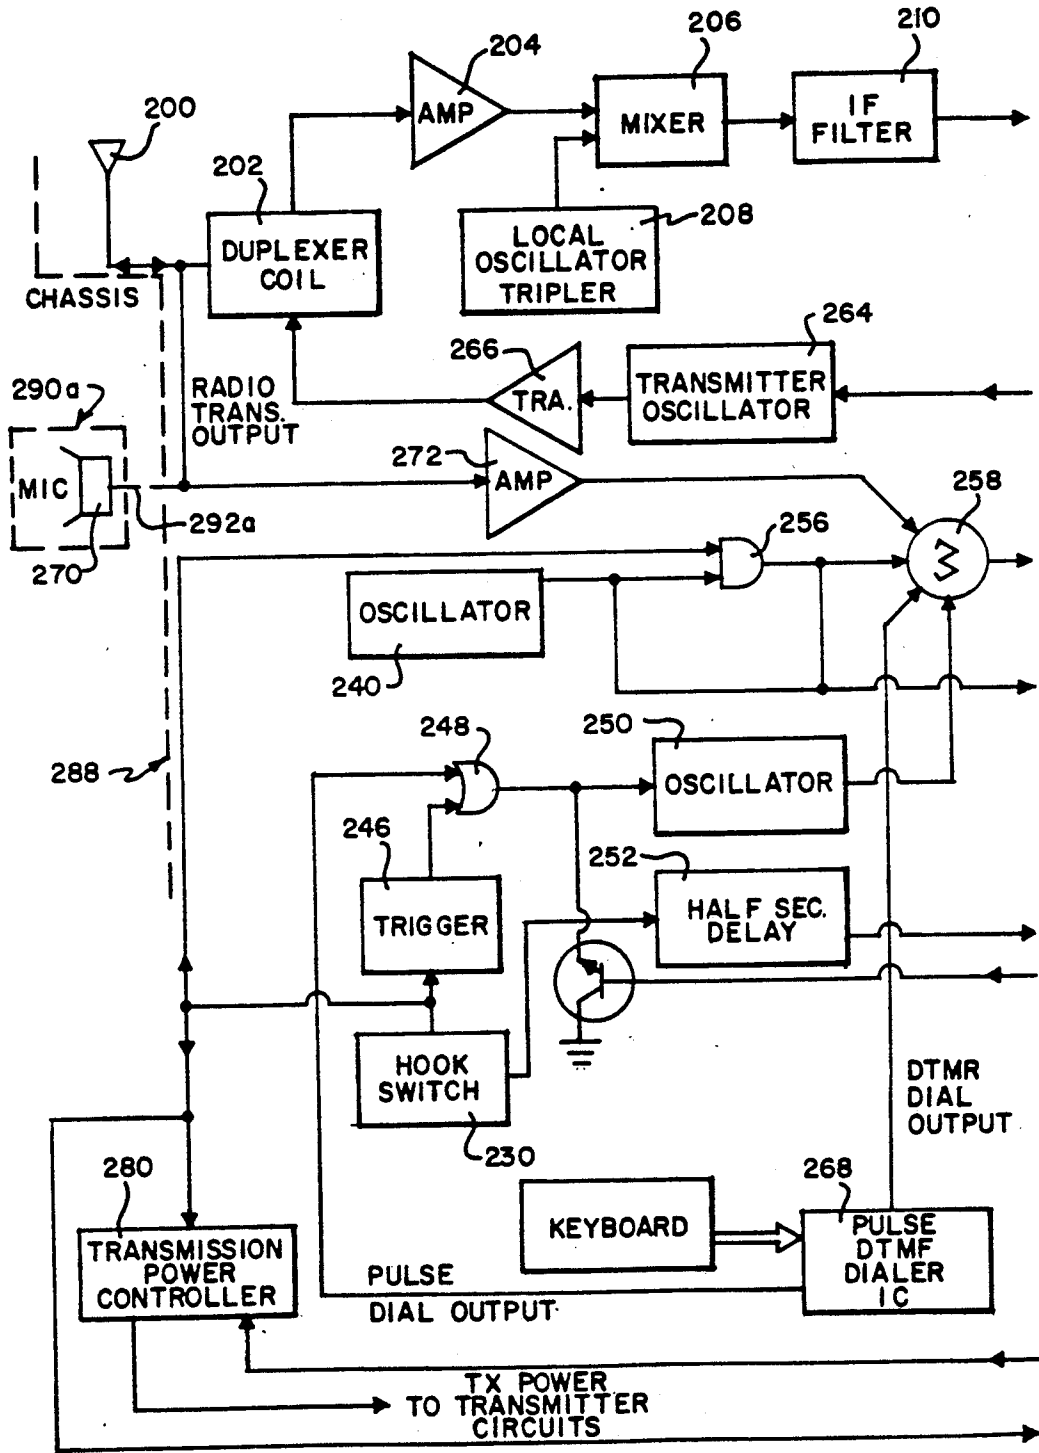 204
206
210
200
AMP
MIXER
IF
FILTER
202
208
DUPLEXER
COIL
LOCAL
OSCILLATOR
TRIPLER
CHASSIS
264
266
290a
RADIO
TRANS.
OUTPUT
TRA.
TRANSMITTER
OSCILLATOR
272
MIC
AMP
258
292a
256
270
Σ
OSCILLATOR
240
248
250
288
OSCILLATOR
246
252
TRIGGER
HALF SEC.
DELAY
HOOK
SWITCH
DTMR
DIAL
OUTPUT
230
280
268
KEYBOARD
PULSE
DTMF
DIALER
IC
TRANSMISSION
POWER
CONTROLLER
PULSE
DIAL OUTPUT
TX POWER
TO TRANSMITTER
CIRCUITS